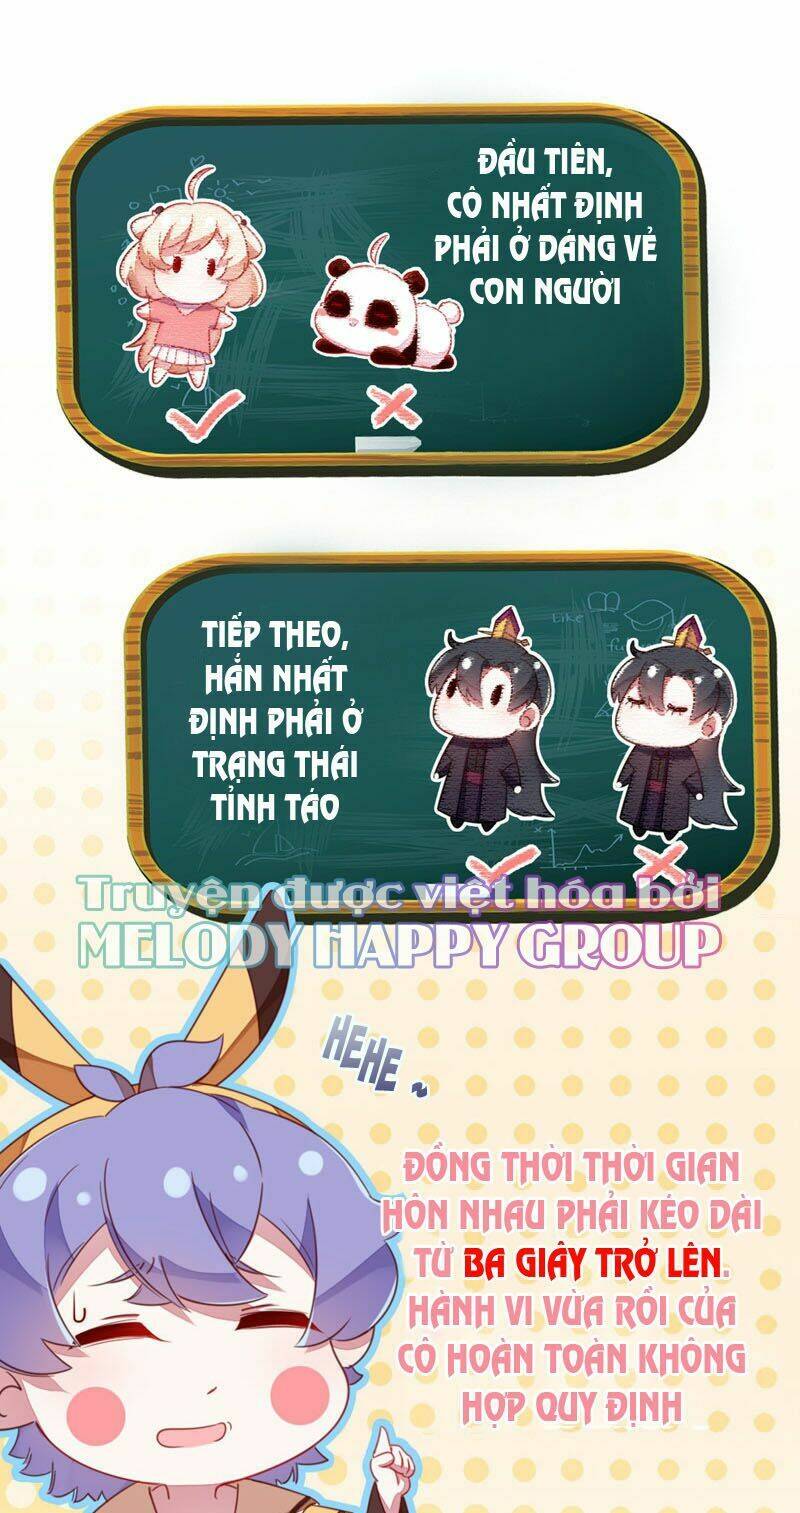 ĐẦU TIÊN,
CÔ NHẤT ĐỊNH
PHẢI Ở DÁNG VẺ
CON NGƯỜI
Like
TIẾP THEO,
HẮN NHẤT
ĐỊNH PHẢI Ở
TRẠNG THÁI
TỈNH TÁO
Truyện được việt hóa bởi
MELODY HAPPY GROUP
HEHE ~
ĐỒNG THỜI THỜI GIAN
HÔN NHAU PHẢI KÉO DÀI
TỪ BA GIÂY TRỞ LÊN.
HÀNH VI VỪA RỒI CỦA
CÔ HOÀN TOÀN KHÔNG
HỢP QUY ĐỊNH